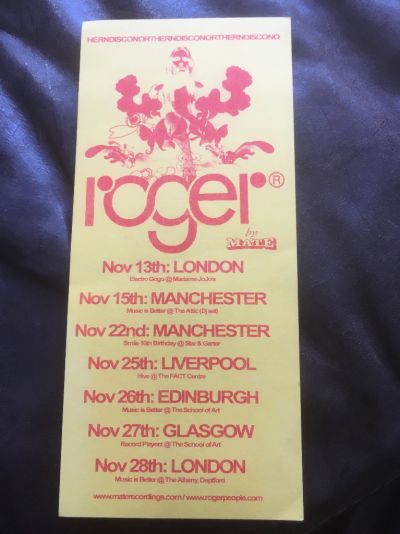 HERNDISCONORTHERNDISCONORTHERNDISCONO
roger®
by
MATE
Nov 13th: LONDON
Electro Gogo @ Madame JoJo's
Nov 15th: MANCHESTER
Music is Better @ The Attic (Dj set)
Nov 22nd: MANCHESTER
Smile 10th Birthday @ Star & Garter
Nov 25th: LIVERPOOL
Hive @ The FACT Centre
Nov 26th: EDINBURGH
Music is Better @ The School of Art
Nov 27th: GLASGOW
Record Playerz @ The School of Art
Nov 28th: LONDON
Music is Better @ The Albany, Deptford
www.materecordings.com / www.rogerpeople.com